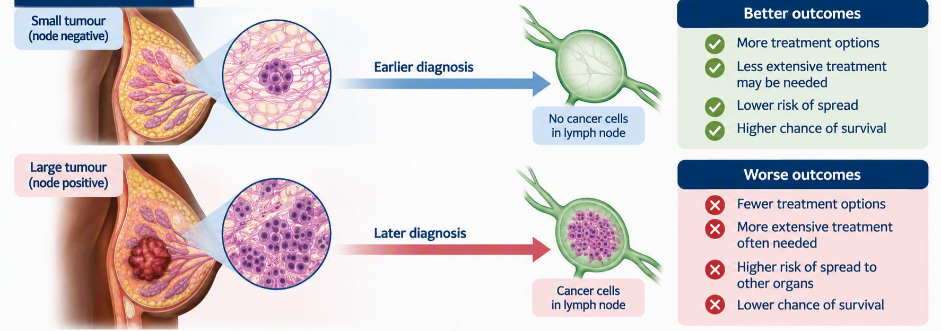 Small tumour
(node negative)
Earlier diagnosis
No cancer cells
in lymph node
Better outcomes
More treatment options
Less extensive treatment
may be needed
Lower risk of spread
Higher chance of survival
Large tumour
(node positive)
Later diagnosis
Cancer cells
in lymph node
Worse outcomes
Fewer treatment options
More extensive treatment
often needed
Higher risk of spread to
other organs
Lower chance of survival